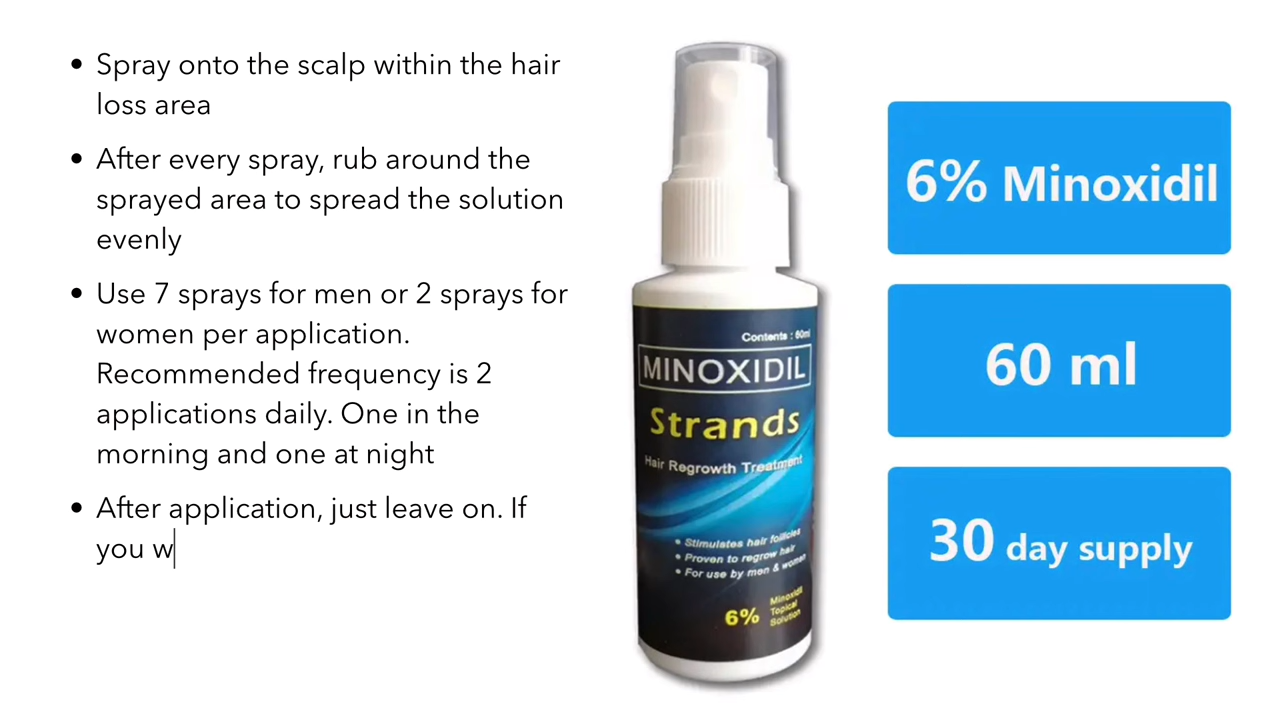 • Spray onto the scalp within the hair
loss area
• After every spray, rub around the
sprayed area to spread the solution
evenly
• Use 7 sprays for men or 2 sprays for
women per application.
Recommended frequency is 2
applications daily. One in the
morning and one at night
• After application, just leave on. If
you w
Contents : 60ml
MINOXIDIL
Strands
Hair Regrowth Treatment
• Stimulates hair follicles
• Proven to regrow hair
• For use by men & women
6%
Minoxidil
Topical
Solution
6% Minoxidil
60 ml
30 day supply